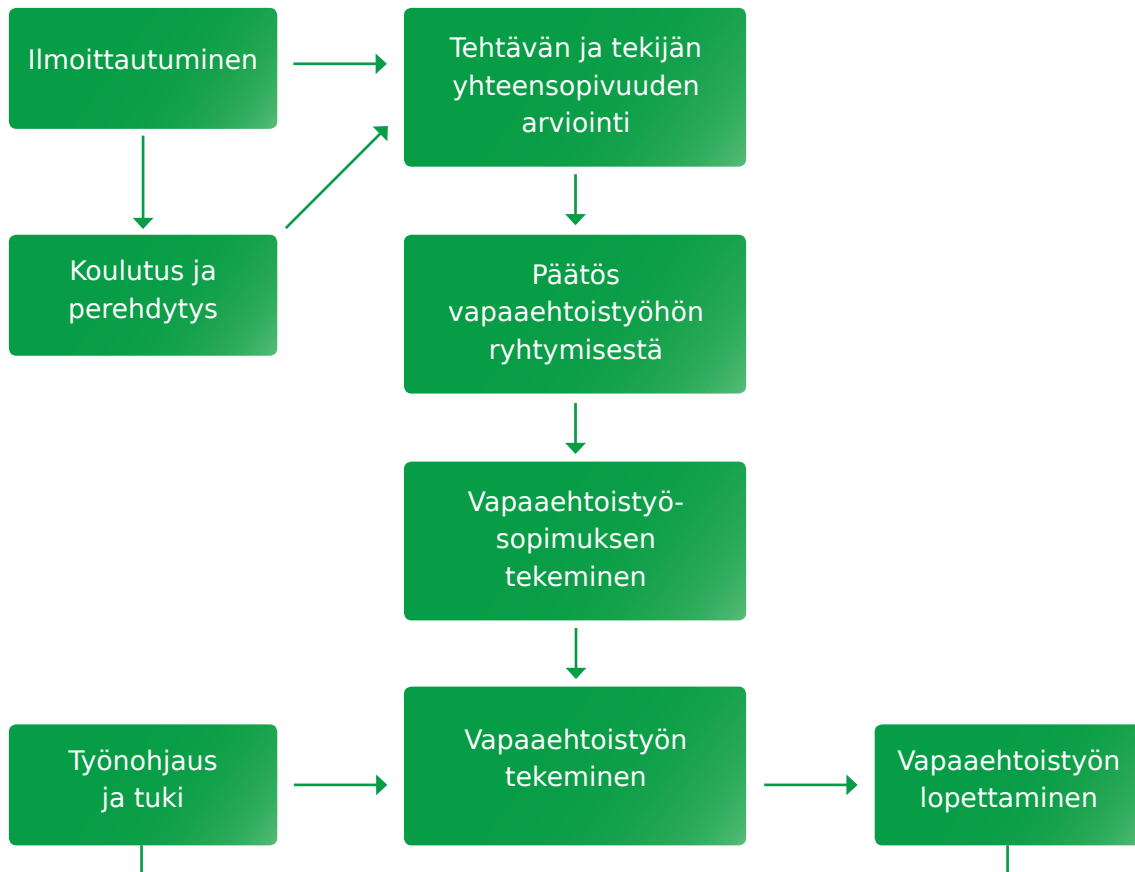 Ilmoittautuminen
Tehtävän ja tekijän
yhteensopivuuden
arviointi
Koulutus ja
perehdytys
Päätös
vapaaehtoistyöhön
ryhtymisestä
Vapaaehtoistyö-
sopimuksen
tekeminen
Työnohjaus
ja tuki
Vapaaehtoistyön
tekeminen
Vapaaehtoistyön
lopettaminen